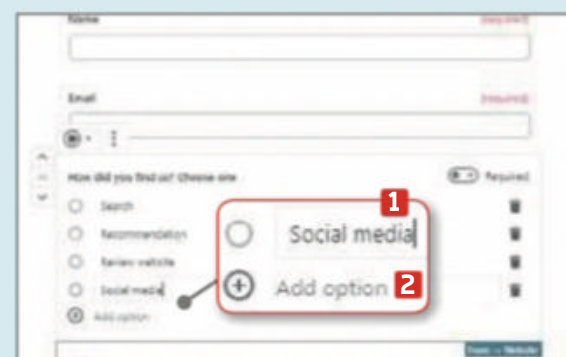 Name (required)
Email (required)
How did you find us? Choose one Required
Search
Recommendation
Review website
Social media
Add option
1
Social media
Add option 2